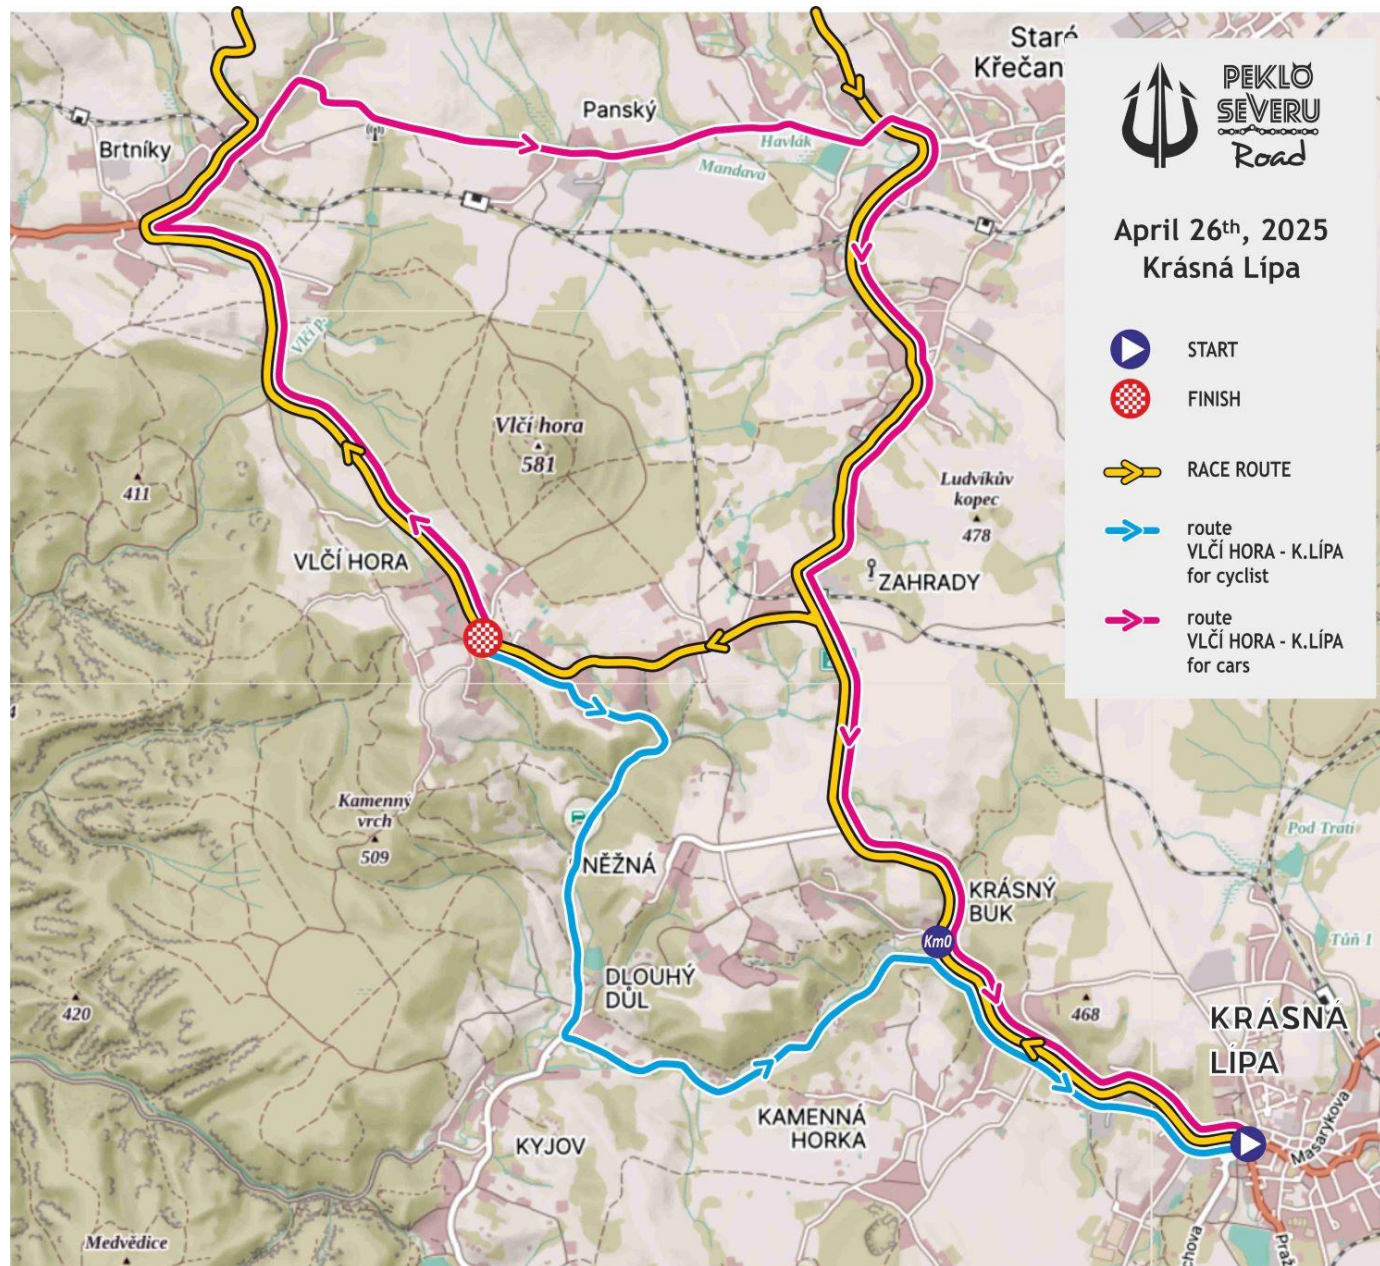 Staré
Panský
Brtníky
Havlák
Mandava
Vlčí p.
Vlčí hora
581
411
Ludvíkův
kopec
478
VLČÍ HORA
ZAHRADY
Kamenný
vrch
509
KRÁSNÝ
BUK
Km0
DLOUHÝ
DŮL
420
468
Pod Tratí
Tůň 1
KRÁSNÁ
LÍPA
KAMENNÁ
HORKA
KYJOV
Masarykova
Medvědice
PEKLO
SEVERU
Road
April 26th, 2025
Krásná Lípa
START
FINISH
RACE ROUTE
route
VLČÍ HORA - K.LÍPA
for cyclist
route
VLČÍ HORA - K.LÍPA
for cars